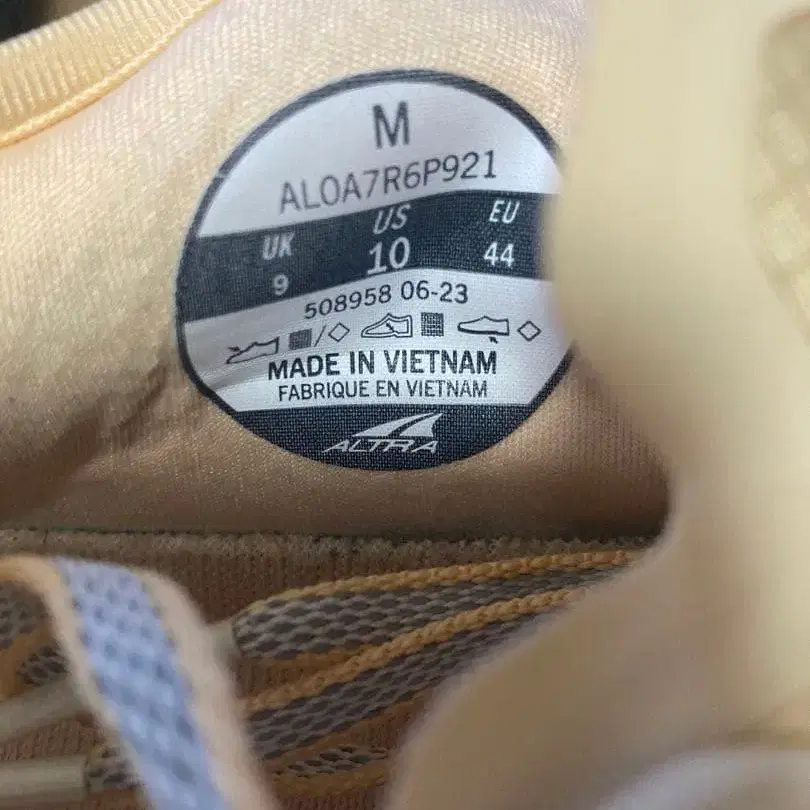 M
AL0A7R6P921
UK US EU
9 10 44
508958 06-23
MADE IN VIETNAM
FABRIQUE EN VIETNAM
ALTRA